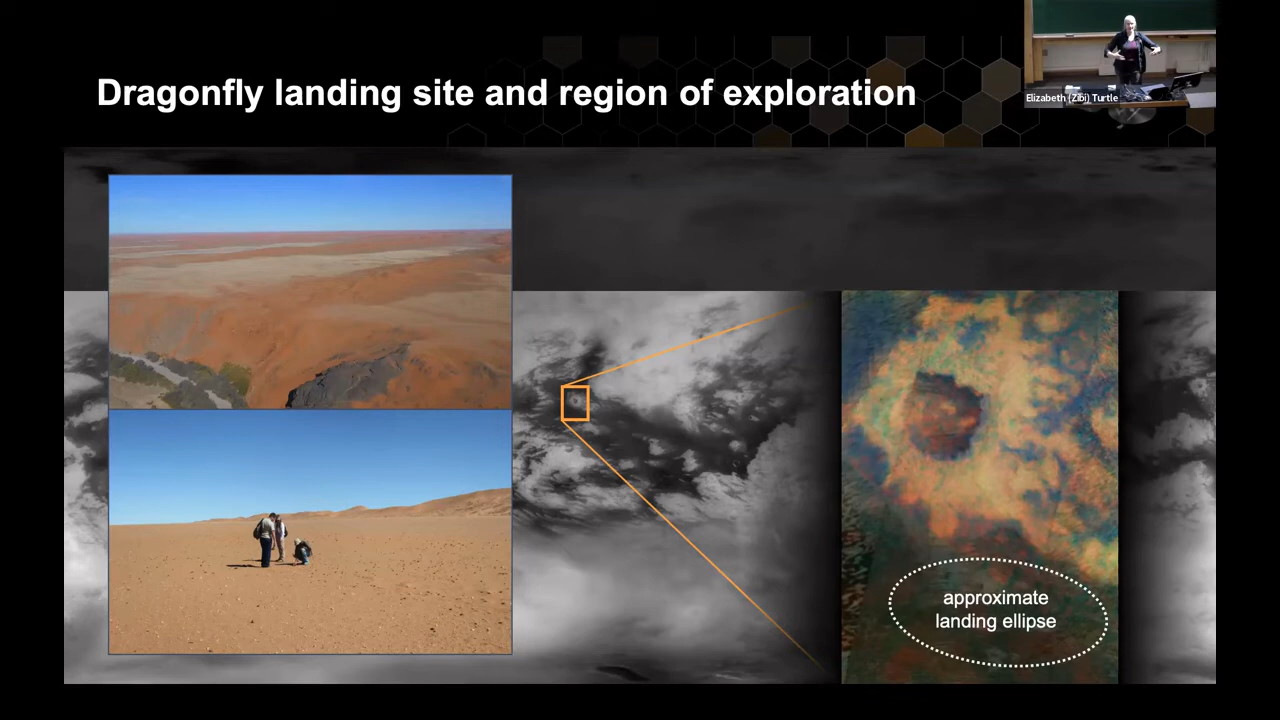 Dragonfly landing site and region of exploration
Elizabeth (Zibi) Turtle
approximate
landing ellipse